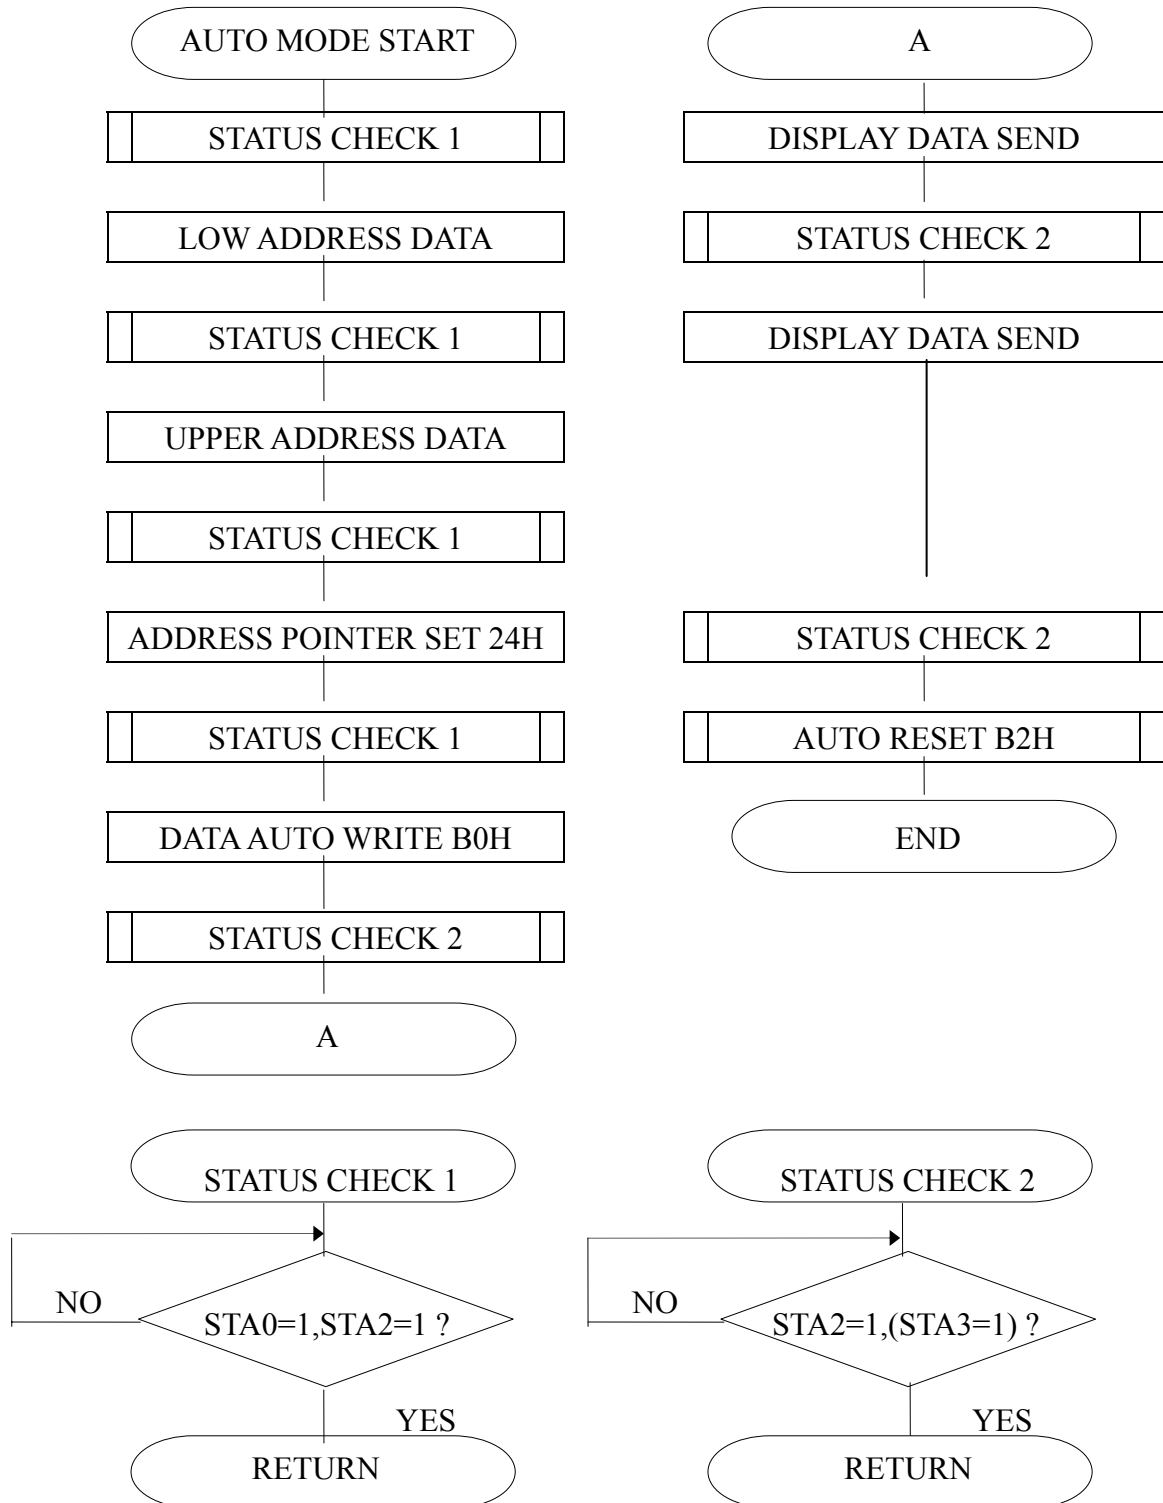 AUTO MODE START
STATUS CHECK 1
LOW ADDRESS DATA
STATUS CHECK 1
UPPER ADDRESS DATA
STATUS CHECK 1
ADDRESS POINTER SET 24H
STATUS CHECK 1
DATA AUTO WRITE B0H
STATUS CHECK 2
A
A
DISPLAY DATA SEND
STATUS CHECK 2
DISPLAY DATA SEND
STATUS CHECK 2
AUTO RESET B2H
END
STATUS CHECK 1
NO
STA0=1,STA2=1 ?
YES
RETURN
STATUS CHECK 2
NO
STA2=1,(STA3=1) ?
YES
RETURN